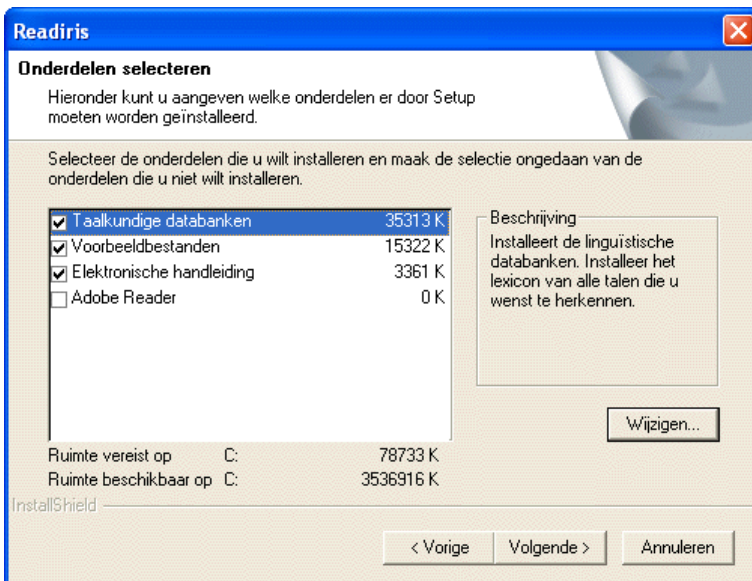 Readiris
Onderdelen selecteren
Hieronder kunt u aangeven welke onderdelen er door Setup
moeten worden geïnstalleerd.
Selecteer de onderdelen die u wilt installeren en maak de selectie ongedaan van de
onderdelen die u niet wilt installeren.
Taalkundige databanken 35313 K
Voorbeeldbestanden 15322 K
Elektronische handleiding 3361 K
Adobe Reader 0 K
Beschrijving
Installeert de linguïstische
databanken. Installeer het
lexicon van alle talen die u
wenst te herkennen.
Wijzigen...
Ruimte vereist op C: 78733 K
Ruimte beschikbaar op C: 3536916 K
InstallShield
< Vorige Volgende > Annuleren